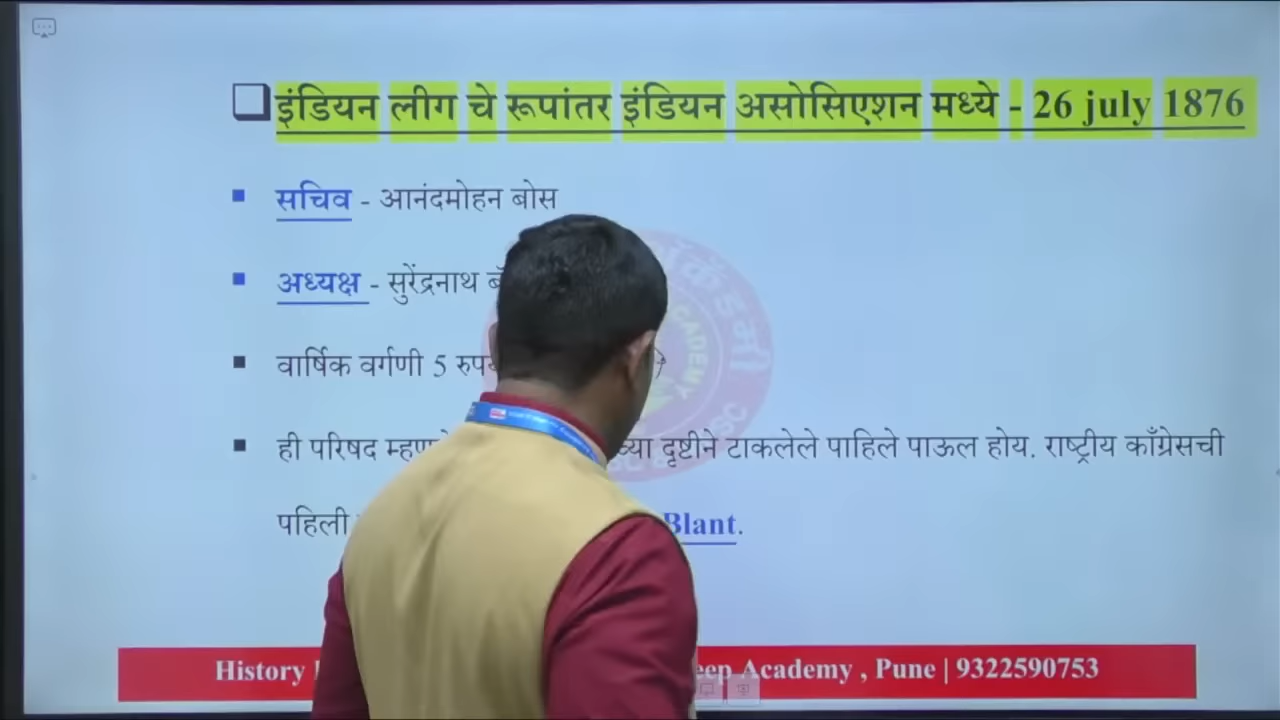 इंडियन लीग चे रूपांतर इंडियन असोसिएशन मध्ये - 26 july 1876
सचिव - आनंदमोहन बोस
अध्यक्ष - सुरेंद्रनाथ
वार्षिक वर्गणी 5
ही परिषद दृष्टीने टाकलेले पाहिले पाऊल होय. राष्ट्रीय काँग्रेसची
पहिली Blant.
History Academy , Pune | 9322590753